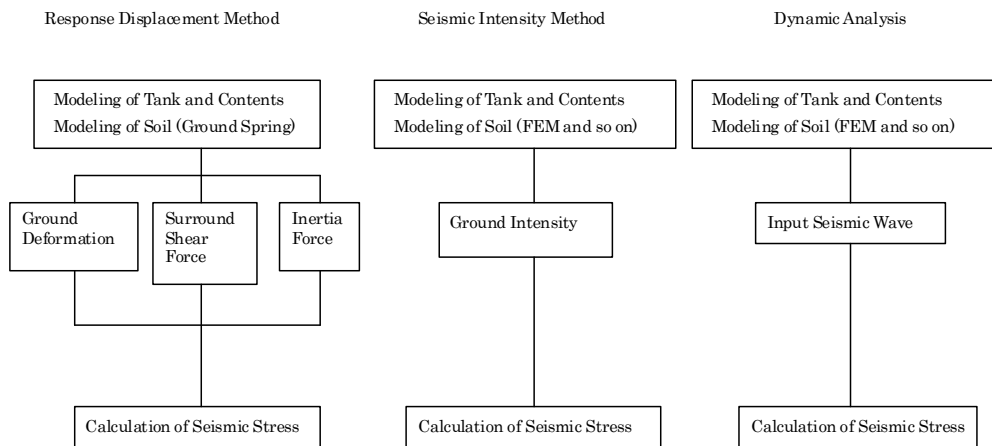 Response Displacement Method
Seismic Intensity Method
Dynamic Analysis
Modeling of Tank and Contents
Modeling of Soil (Ground Spring)
Modeling of Tank and Contents
Modeling of Soil (FEM and so on)
Modeling of Tank and Contents
Modeling of Soil (FEM and so on)
Ground
Deformation
Surround
Shear
Force
Inertia
Force
Ground Intensity
Input Seismic Wave
Calculation of Seismic Stress
Calculation of Seismic Stress
Calculation of Seismic Stress